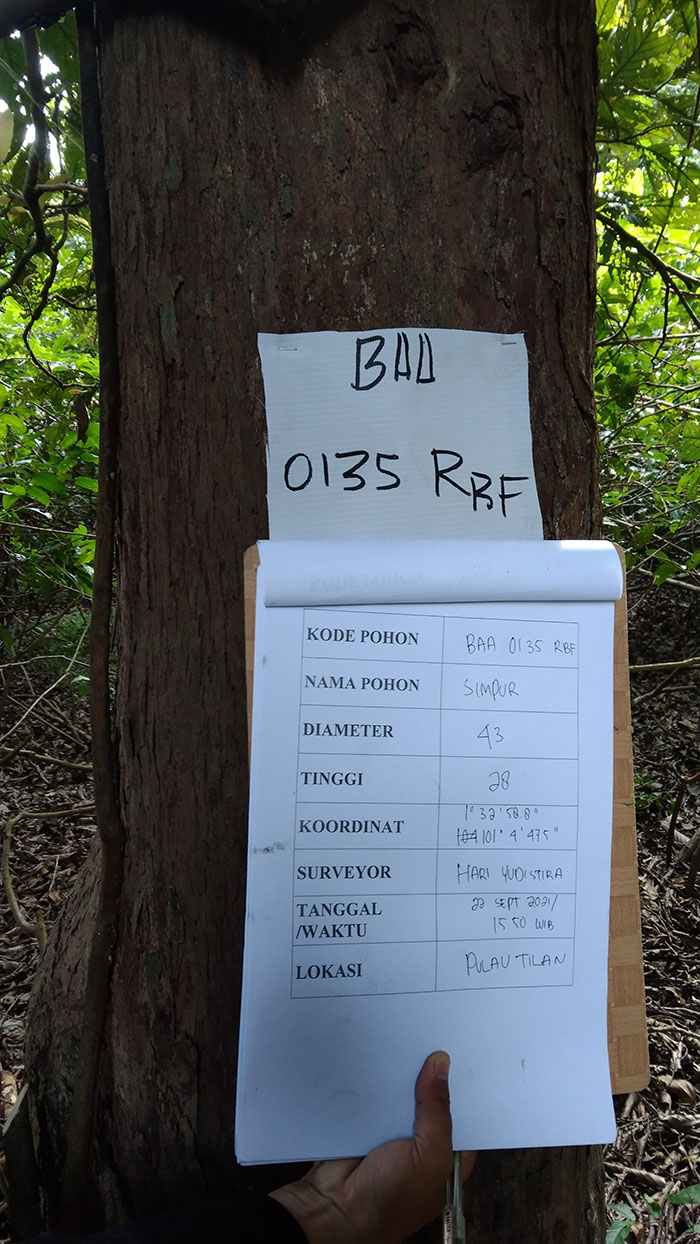 BAA
0135 RBF
KODE POHON BAA 0135 RBF
NAMA POHON SIMPUR
DIAMETER 43
TINGGI 28
KOORDINAT 1° 32' 58.8"
101° 4' 47.5"
SURVEYOR HARI YUDISTIRA
TANGGAL 22 SEPT 2021/
/WAKTU 15.50 WIB
LOKASI PULAU TILAN